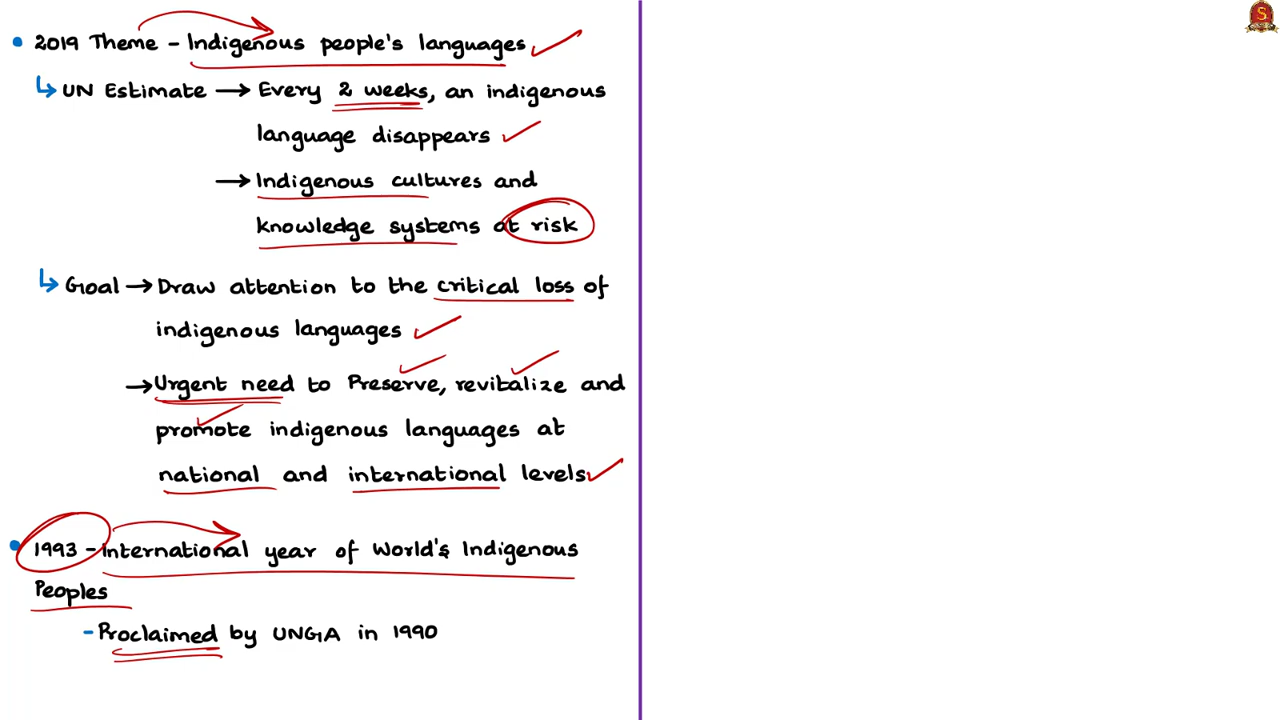 • 2019 Theme - Indigenous people's languages
↳ UN Estimate → Every 2 weeks, an indigenous
language disappears
→ Indigenous cultures and
knowledge systems at risk
↳ Goal → Draw attention to the critical loss of
indigenous languages
→ Urgent need to Preserve, revitalize and
promote indigenous languages at
national and international levels
• 1993 - International year of World's Indigenous
Peoples
- Proclaimed by UNGA in 1990
S